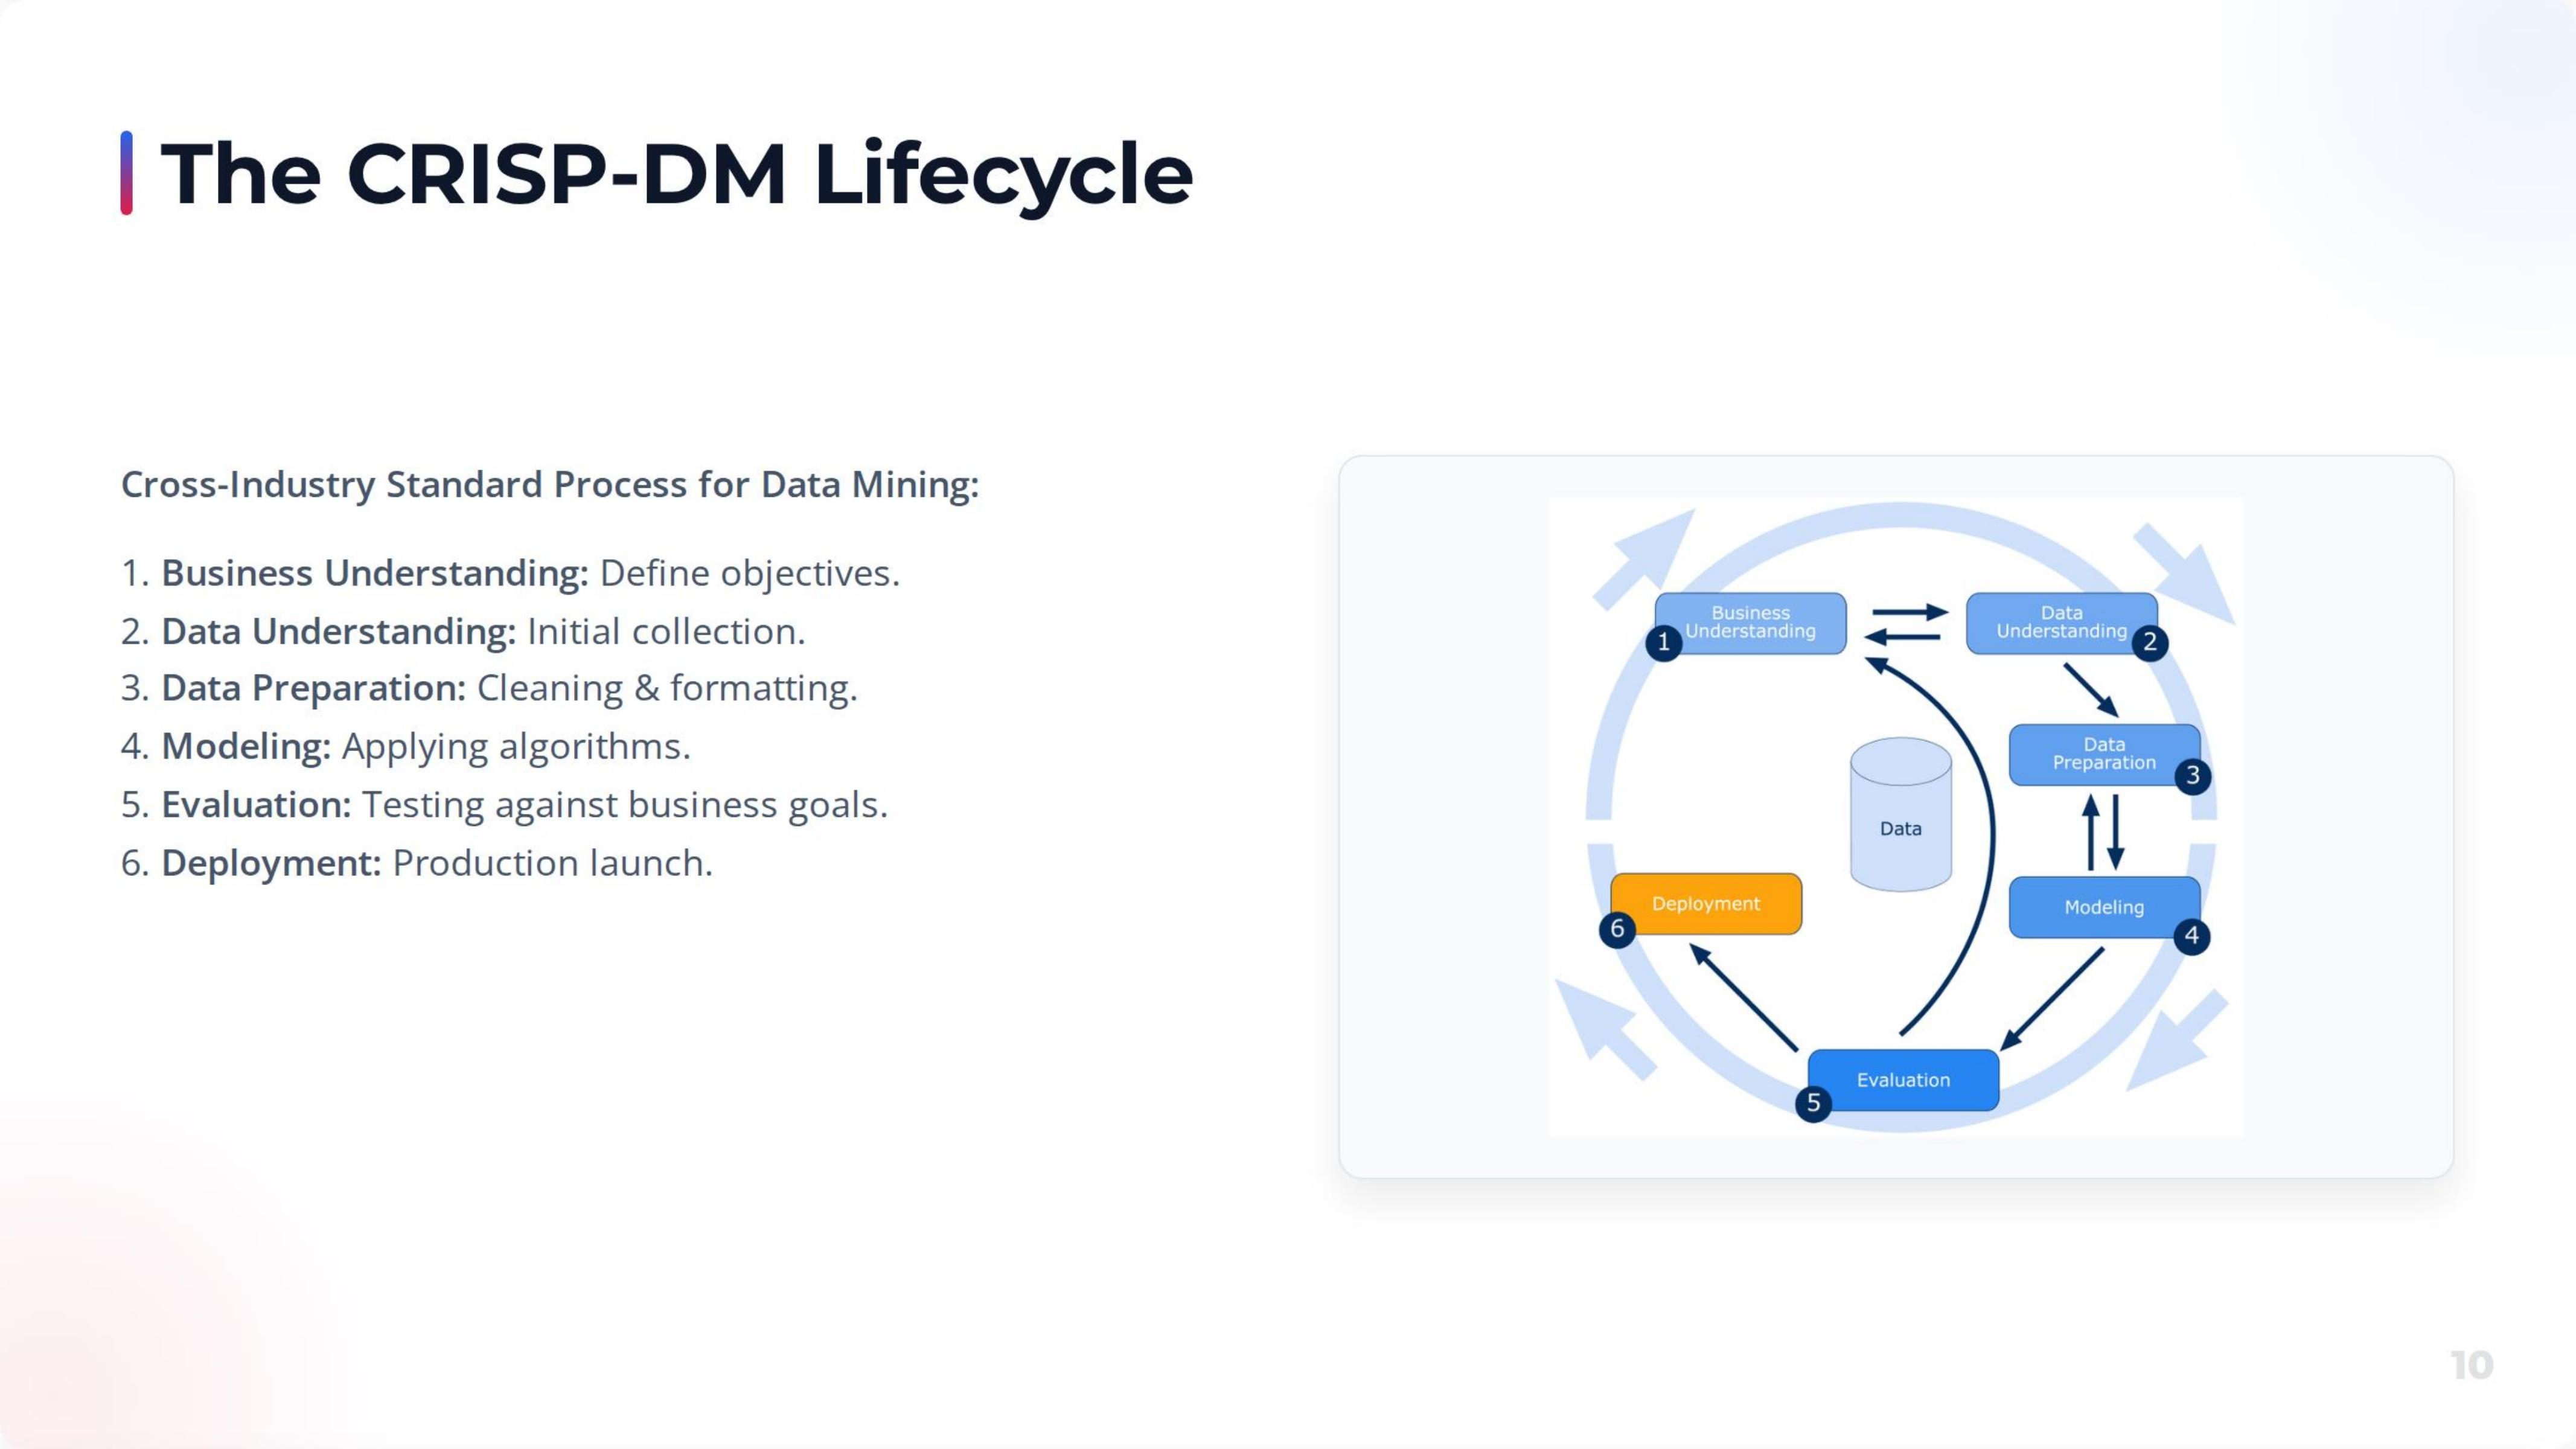 The CRISP-DM Lifecycle
Cross-Industry Standard Process for Data Mining:
1. Business Understanding: Define objectives.
2. Data Understanding: Initial collection.
3. Data Preparation: Cleaning & formatting.
4. Modeling: Applying algorithms.
5. Evaluation: Testing against business goals.
6. Deployment: Production launch.
Business
Understanding
1
Data
Understanding
2
Data
Preparation
3
Data
Modeling
4
Deployment
6
Evaluation
5
10